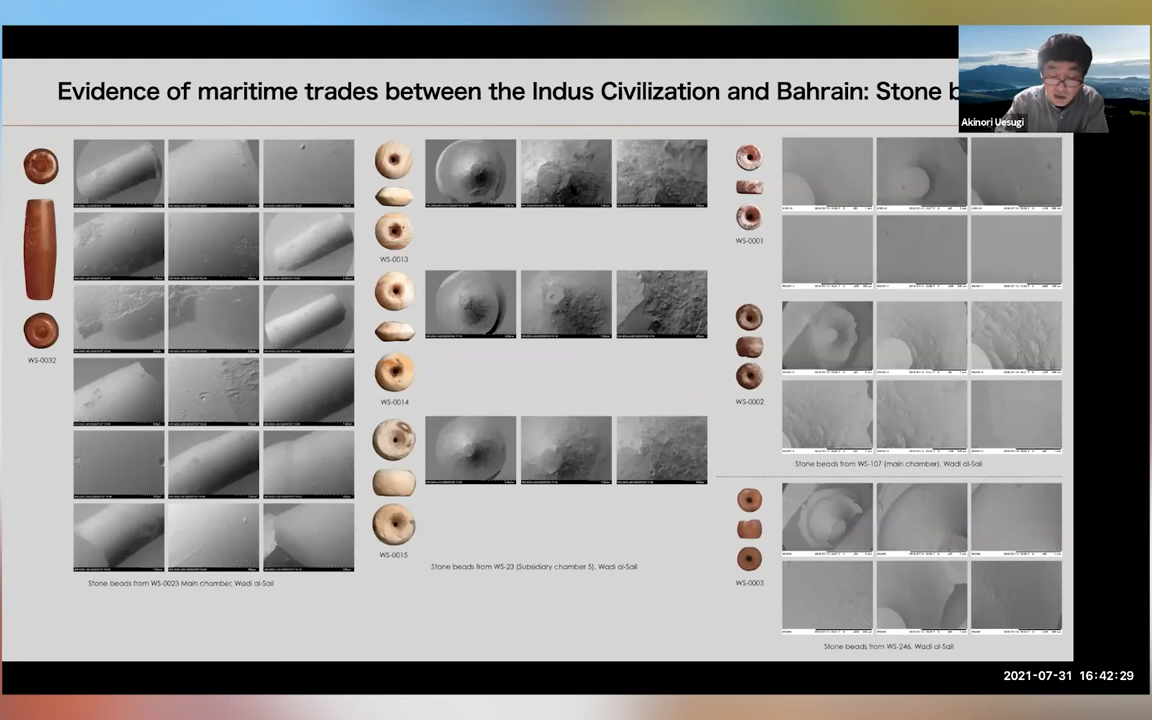 Evidence of maritime trades between the Indus Civilization and Bahrain: Stone b
Akinori Uesugi
WS-0032
Stone beads from WS-0023 Main chamber, Wadi al-Sail
WS-0013
WS-0014
WS-0015
Stone beads from WS-23 (Subsidiary chamber 5), Wadi al-Sail
WS-0001
WS-0002
Stone beads from WS-107 (main chamber), Wadi al-Sail
WS-0003
Stone beads from WS-246, Wadi al-Sail
2021-07-31 16:42:29